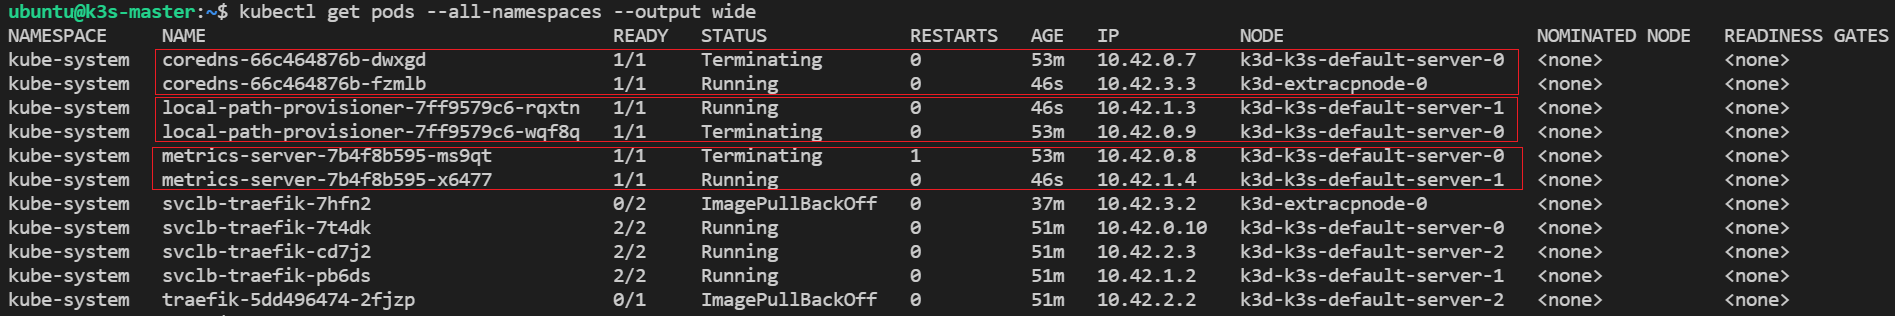 ubuntu@k3s-master:~$ kubectl get pods --all-namespaces --output wide
NAMESPACE NAME READY STATUS RESTARTS AGE IP NODE NOMINATED NODE READINESS GATES
kube-system coredns-66c464876b-dwxgd 1/1 Terminating 0 53m 10.42.0.7 k3d-k3s-default-server-0 <none> <none>
kube-system coredns-66c464876b-fzmlb 1/1 Running 0 46s 10.42.3.3 k3d-extracpnode-0 <none> <none>
kube-system local-path-provisioner-7ff9579c6-rqxtn 1/1 Running 0 46s 10.42.1.3 k3d-k3s-default-server-1 <none> <none>
kube-system local-path-provisioner-7ff9579c6-wqf8q 1/1 Terminating 0 53m 10.42.0.9 k3d-k3s-default-server-0 <none> <none>
kube-system metrics-server-7b4f8b595-ms9qt 1/1 Terminating 1 53m 10.42.0.8 k3d-k3s-default-server-0 <none> <none>
kube-system metrics-server-7b4f8b595-x6477 1/1 Running 0 46s 10.42.1.4 k3d-k3s-default-server-1 <none> <none>
kube-system svclb-traefik-7hfn2 0/2 ImagePullBackOff 0 37m 10.42.3.2 k3d-extracpnode-0 <none> <none>
kube-system svclb-traefik-7t4dk 2/2 Running 0 51m 10.42.0.10 k3d-k3s-default-server-0 <none> <none>
kube-system svclb-traefik-cd7j2 2/2 Running 0 51m 10.42.2.3 k3d-k3s-default-server-2 <none> <none>
kube-system svclb-traefik-pb6ds 2/2 Running 0 51m 10.42.1.2 k3d-k3s-default-server-1 <none> <none>
kube-system traefik-5dd496474-2fjzp 0/1 ImagePullBackOff 0 51m 10.42.2.2 k3d-k3s-default-server-2 <none> <none>